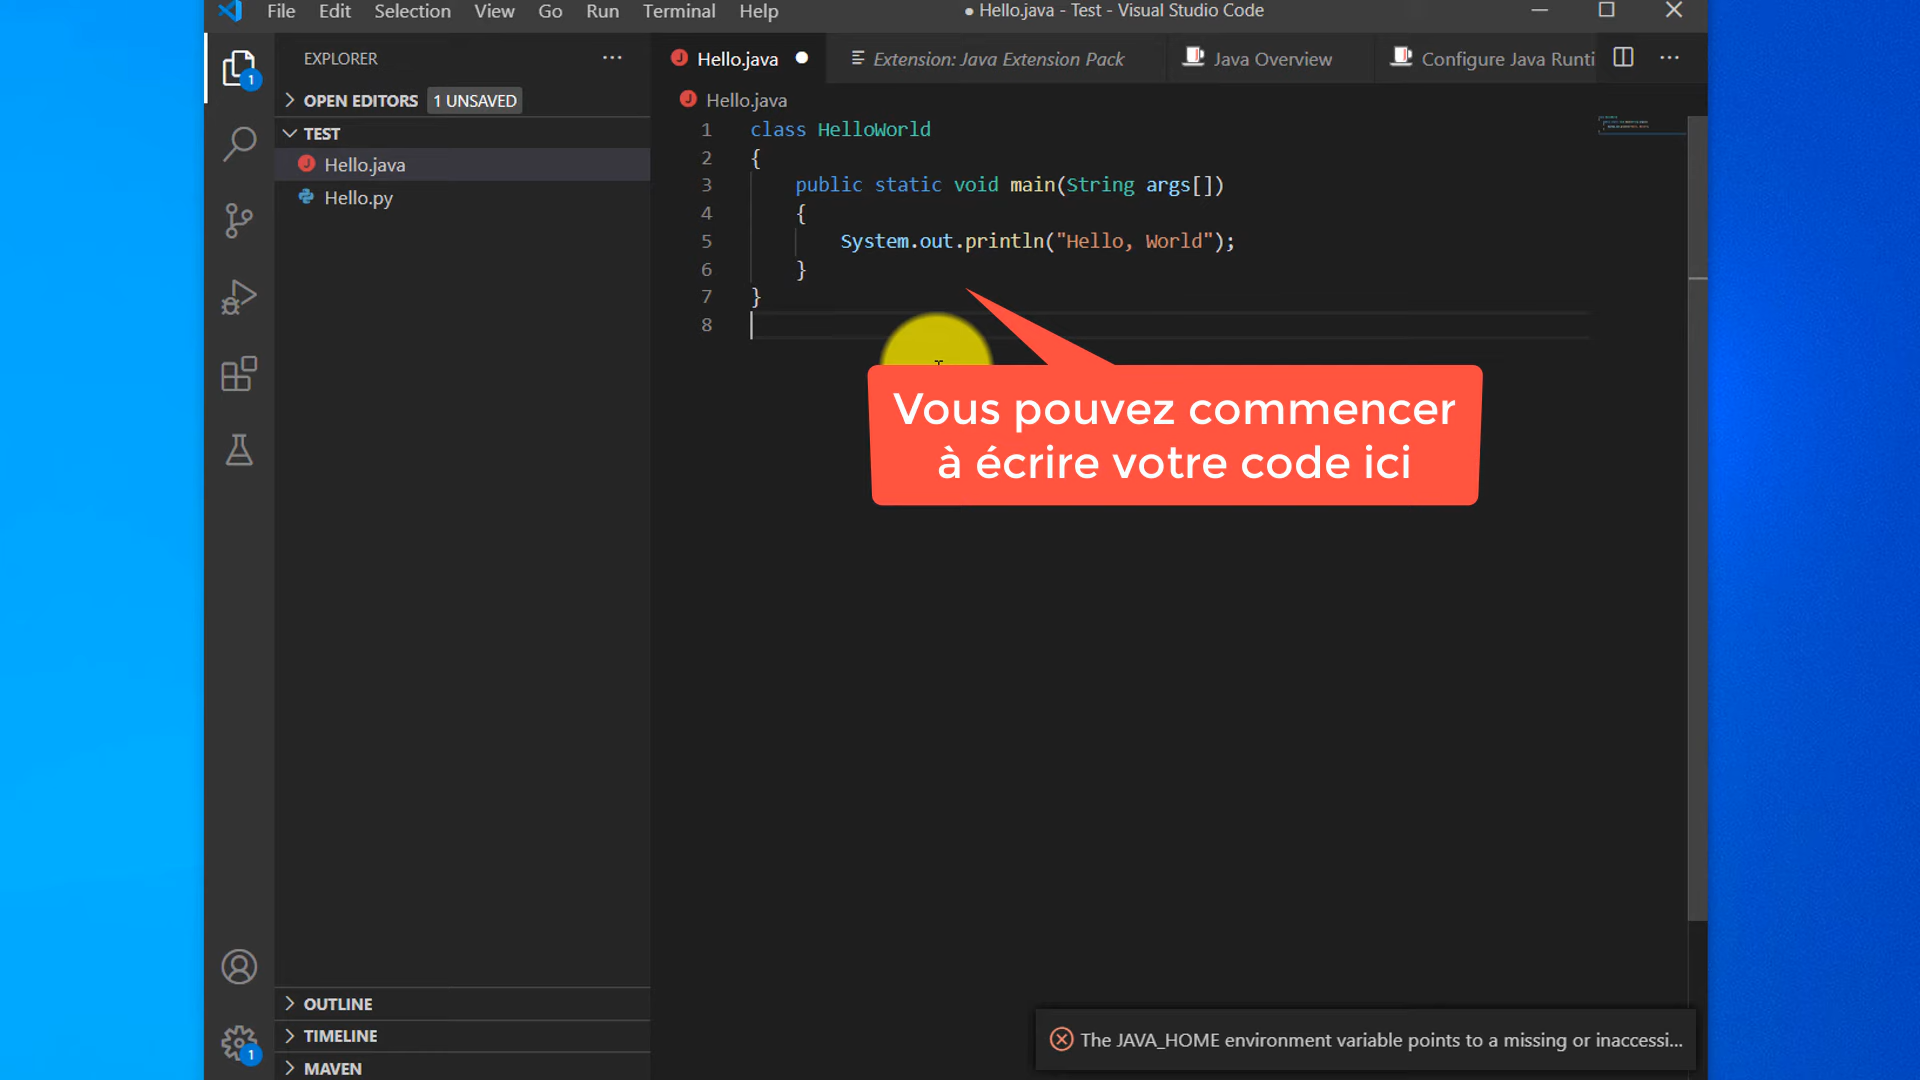 File Edit Selection View Go Run Terminal Help
● Hello.java - Test - Visual Studio Code
EXPLORER
OPEN EDITORS 1 UNSAVED
TEST
Hello.java
Hello.py
OUTLINE
TIMELINE
MAVEN
1
1
Hello.java
Extension: Java Extension Pack
Java Overview
Configure Java Runti
Hello.java
1 class HelloWorld
2 {
3 public static void main(String args[])
4 {
5 System.out.println("Hello, World");
6 }
7 }
8
Vous pouvez commencer
à écrire votre code ici
The JAVA_HOME environment variable points to a missing or inaccessi...